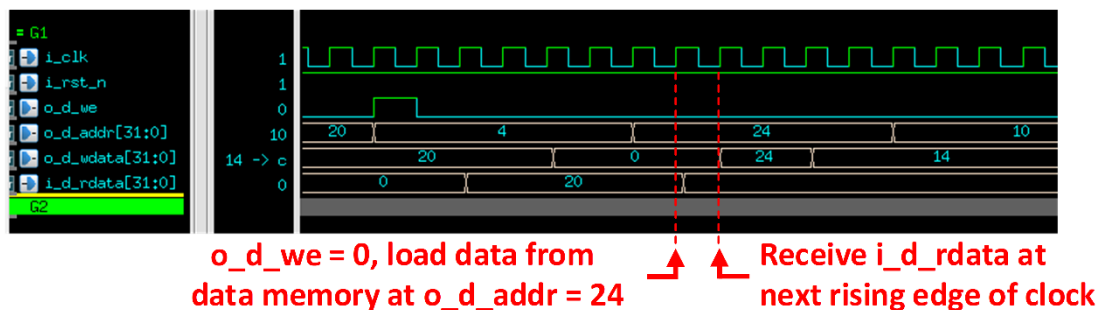 = G1
i_clk 1
i_rst_n 1
o_d_we 0
o_d_addr[31:0] 10 20 4 24 10
o_d_wdata[31:0] 14 -> c 20 0 24 14
i_d_rdata[31:0] 0 0 20
G2
o_d_we = 0, load data from
data memory at o_d_addr = 24
Receive i_d_rdata at
next rising edge of clock